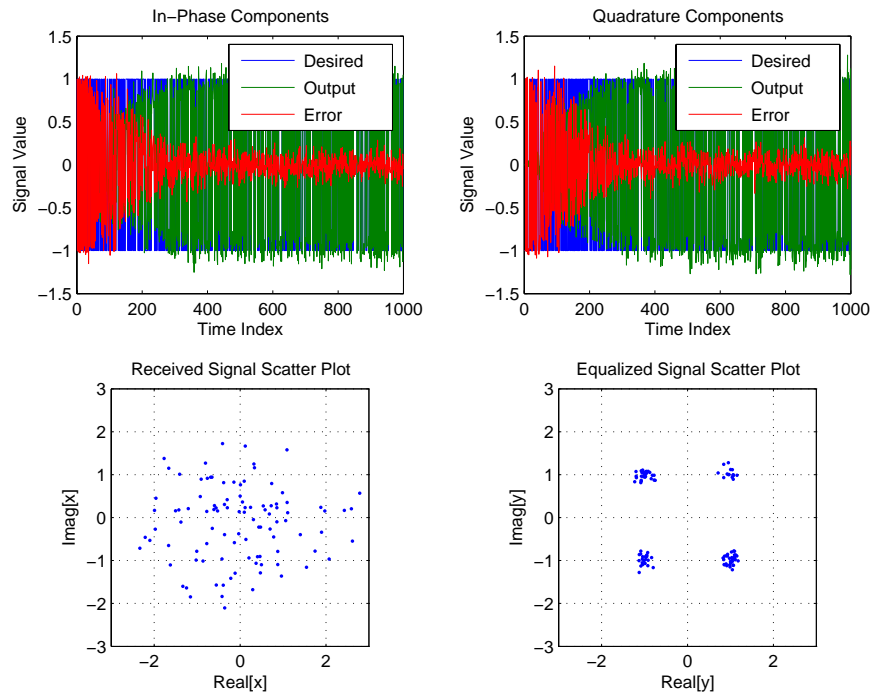 In−Phase Components
1.5
1
0.5
0
−0.5
−1
−1.5
Signal Value
0 200 400 600 800 1000
Time Index
Desired
Output
Error
Quadrature Components
1.5
1
0.5
0
−0.5
−1
−1.5
Signal Value
0 200 400 600 800 1000
Time Index
Desired
Output
Error
Received Signal Scatter Plot
3
2
1
0
−1
−2
−3
Imag[x]
−2 0 2
Real[x]
Equalized Signal Scatter Plot
3
2
1
0
−1
−2
−3
Imag[y]
−2 0 2
Real[y]